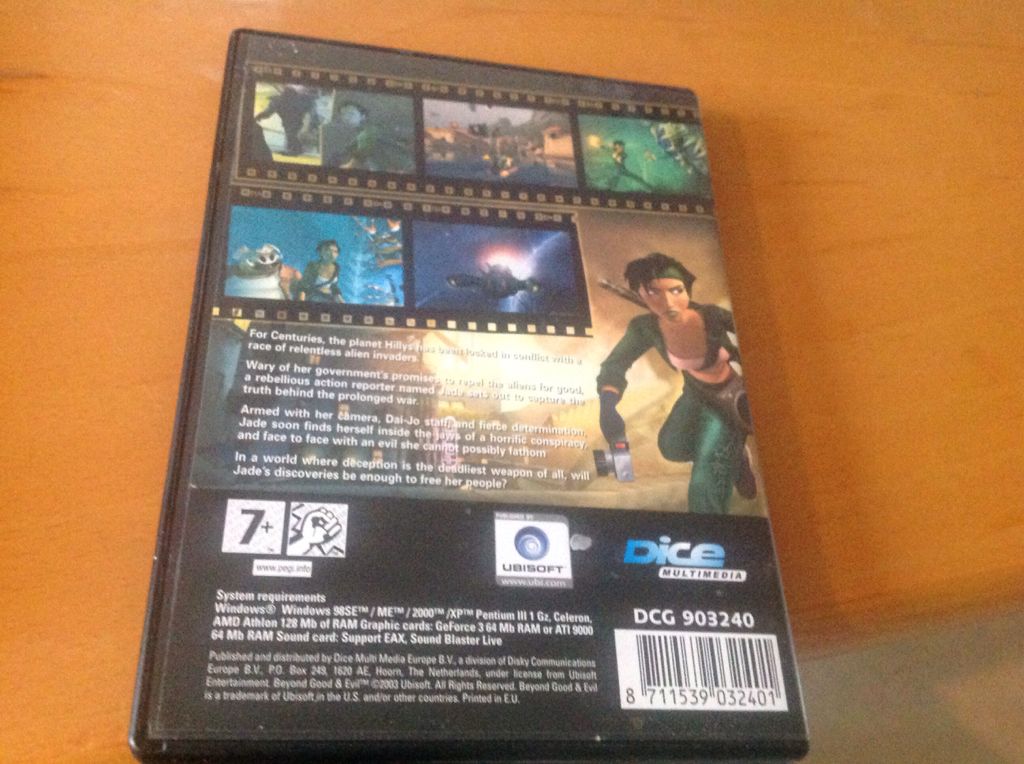 For Centuries, the planet Hillys has been locked in conflict with a
race of relentless alien invaders.
Wary of her government's promises to repel the aliens for good,
a rebellious action reporter named Jade sets out to capture the
truth behind the prolonged war.
Armed with her camera, Dai-Jo staff and fierce determination,
Jade soon finds herself inside the jaws of a horrific conspiracy,
and face to face with an evil she cannot possibly fathom
In a world where deception is the deadliest weapon of all, will
Jade's discoveries be enough to free her people?
7+
www.pegi.info
PUBLISHED BY
UBISOFT
www.ubi.com
Dice
MULTIMEDIA
System requirements
Windows® Windows 98SE™ / ME™ / 2000™ /XP™ Pentium III 1 Gz, Celeron,
AMD Athlon 128 Mb of RAM Graphic cards: GeForce 3 64 Mb RAM or ATI 9000
64 Mb RAM Sound card: Support EAX, Sound Blaster Live
DCG 903240
Published and distributed by Dice Multi Media Europe B.V., a division of Disky Communications
Europe B.V., P.O. Box 249, 1620 AE, Hoorn, The Netherlands, under license from Ubisoft
Entertainment. Beyond Good & Evil™ ©2003 Ubisoft. All Rights Reserved. Beyond Good & Evil
is a trademark of Ubisoft in the U.S. and/or other countries. Printed in E.U.
8 711539 032401